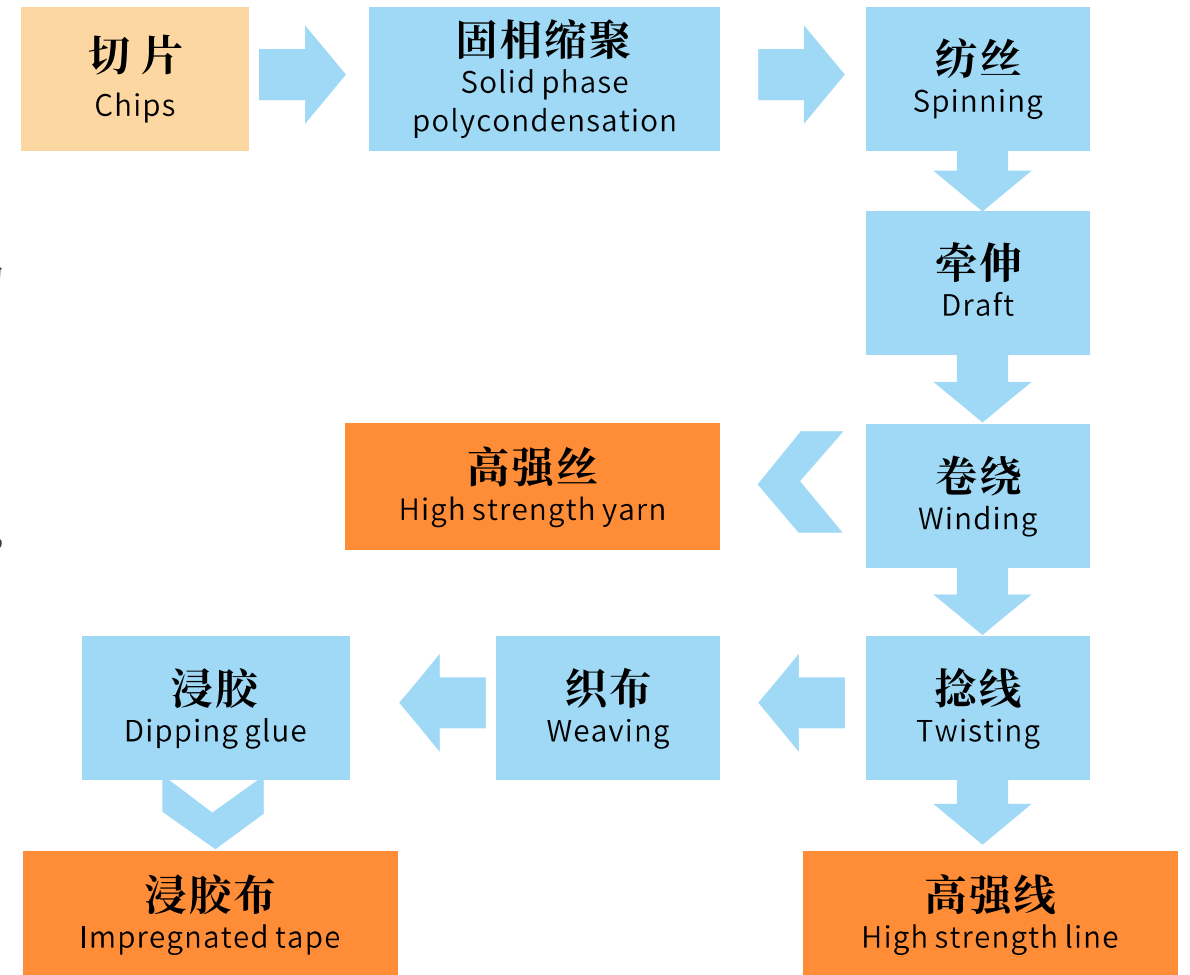 切片
Chips
固相缩聚
Solid phase
polycondensation
纺丝
Spinning
牵伸
Draft
高强丝
High strength yarn
卷绕
Winding
浸胶
Dipping glue
织布
Weaving
捻线
Twisting
浸胶布
Impregnated tape
高强线
High strength line